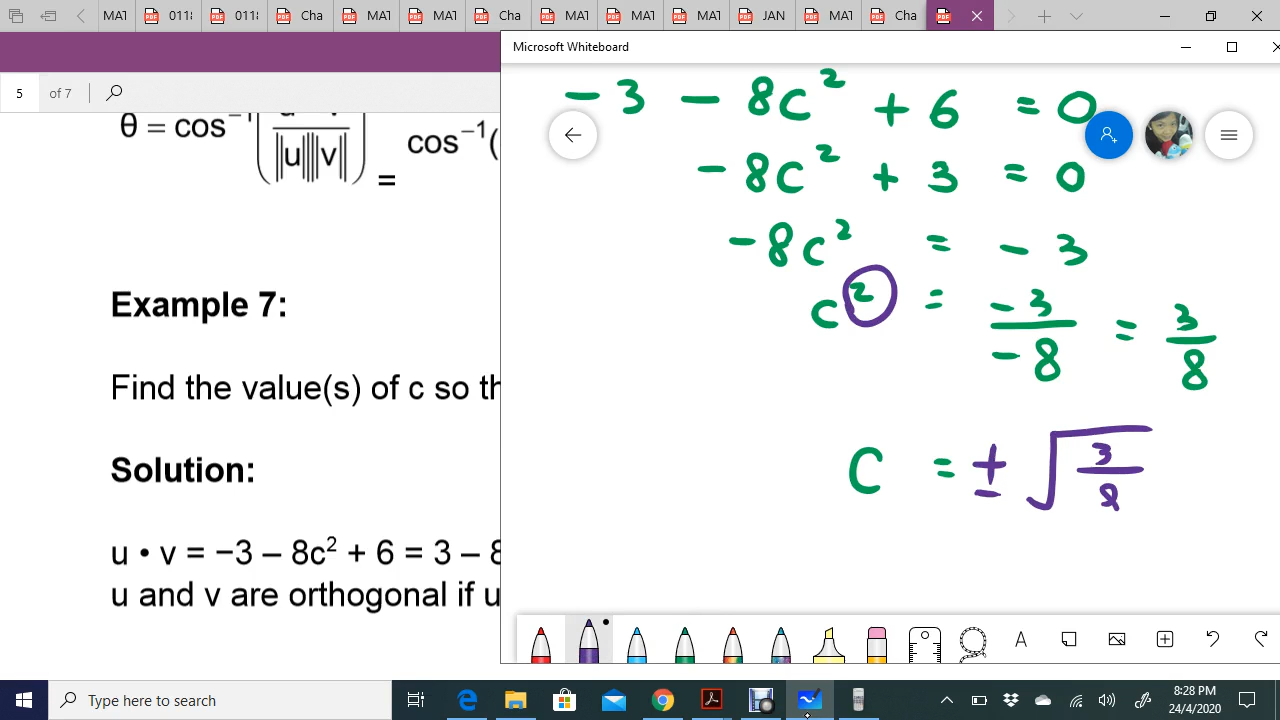 MAT 0118 0118 Cha MAT MAT Cha MAT MAT MAT JAN MAT Cha
5 of 7
Microsoft Whiteboard
θ = cos⁻¹( / ‖u‖‖v‖) = cos⁻¹(
Example 7:
Find the value(s) of c so th
Solution:
u • v = −3 – 8c² + 6 = 3 – 8
u and v are orthogonal if u
- 3 - 8c² + 6 = 0
- 8c² + 3 = 0
- 8c² = - 3
c² = -3/-8 = 3/8
C = ± √(3/8)
A
Type here to search
8:28 PM
24/4/2020